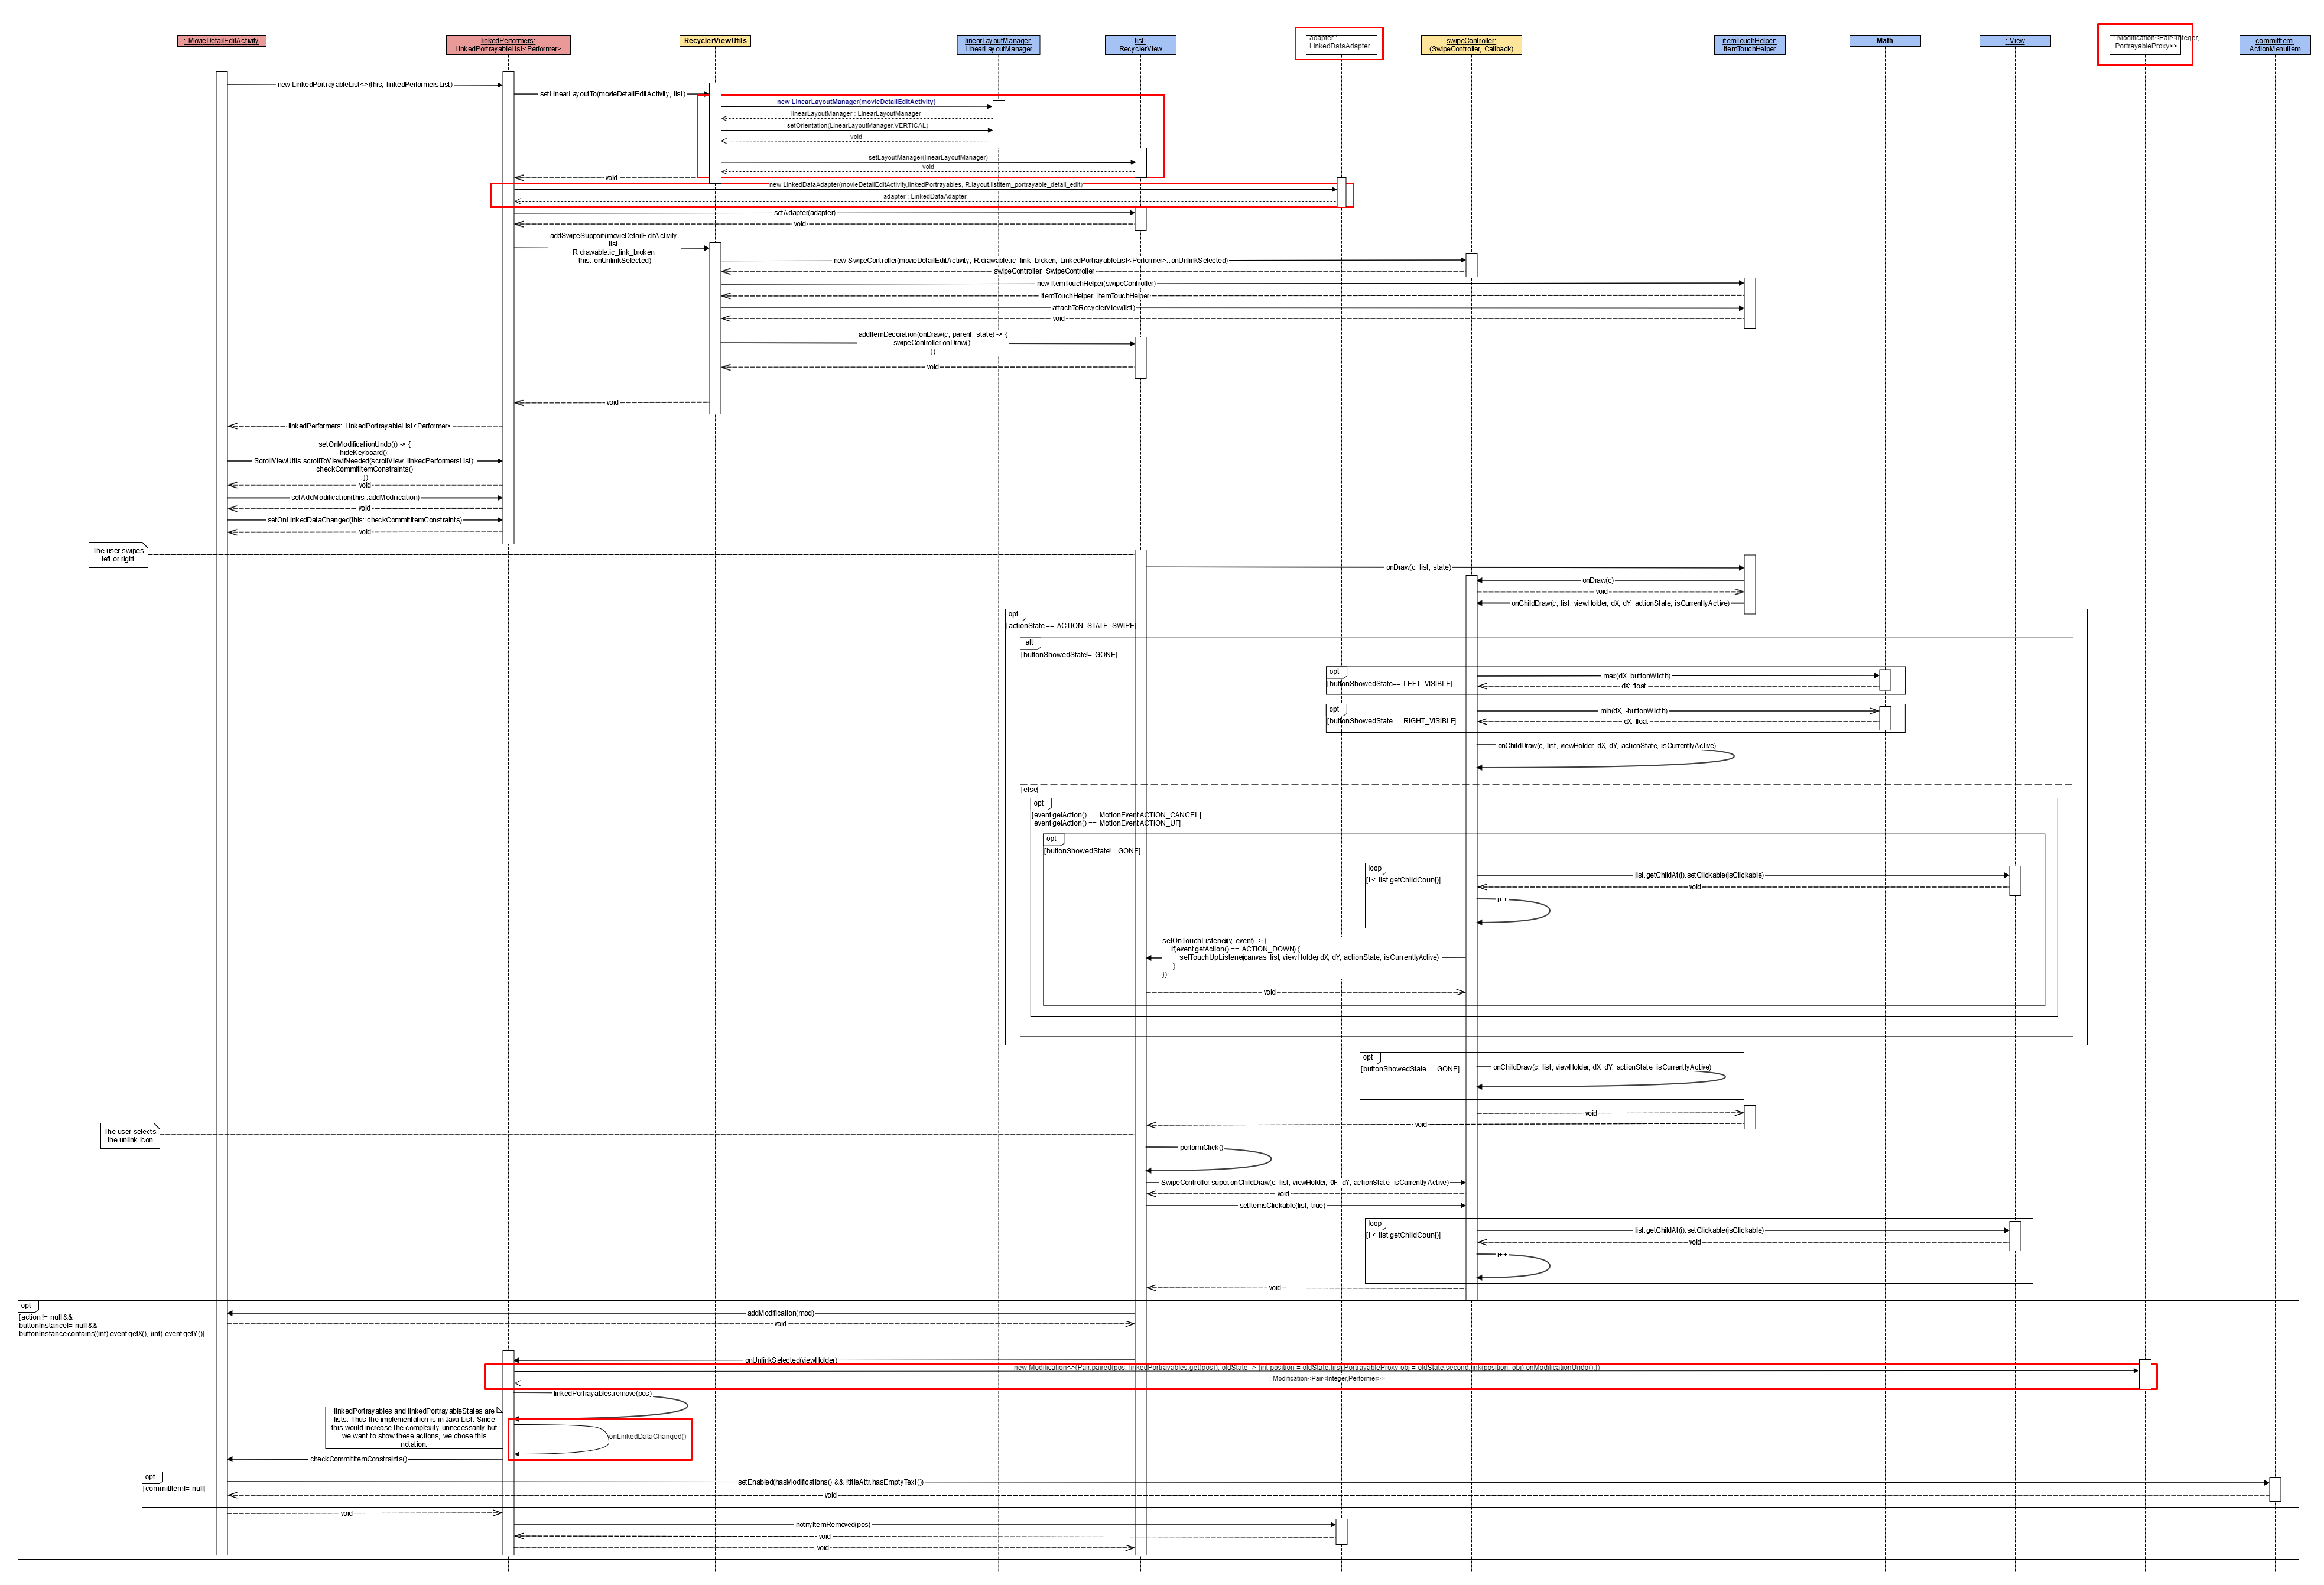 : MovieDetailEditActivity
linkedPerformers:
LinkedPortrayableList<Performer>
RecyclerViewUtils
linearLayoutManager:
LinearLayoutManager
list:
RecyclerView
adapter :
LinkedDataAdapter
swipeController:
(SwipeController, Callback)
itemTouchHelper:
ItemTouchHelper
Math
: View
: Modification<Pair<Integer,
PortrayableProxy>>
commitItem:
ActionMenuItem
new LinkedPortrayableList<>(this, linkedPerformersList)
setLinearLayoutTo(movieDetailEditActivity, list)
new LinearLayoutManager(movieDetailEditActivity)
linearLayoutManager : LinearLayoutManager
setOrientation(LinearLayoutManager.VERTICAL)
void
setLayoutManager(linearLayoutManager)
void
void
new LinkedDataAdapter(movieDetailEditActivity,linkedPortrayables, R.layout.listitem_portrayable_detail_edit)
adapter : LinkedDataAdapter
setAdapter(adapter)
void
addSwipeSupport(movieDetailEditActivity,
list,
R.drawable.ic_link_broken,
this::onUnlinkSelected)
new SwipeController(movieDetailEditActivity, R.drawable.ic_link_broken, LinkedPortrayableList<Performer>::onUnlinkSelected)
swipeController: SwipeController
new ItemTouchHelper(swipeController)
itemTouchHelper: ItemTouchHelper
attachToRecyclerView(list)
void
addItemDecoration(onDraw(c, parent, state) -> {
swipeController.onDraw();
})
void
void
linkedPerformers: LinkedPortrayableList<Performer>
setOnModificationUndo(() -> {
hideKeyboard();
ScrollViewUtils.scrollToViewIfNeeded(scrollView, linkedPerformersList);
checkCommitItemConstraints()
;})
void
setAddModification(this::addModification)
void
setOnLinkedDataChanged(this::checkCommitItemConstraints)
void
The user swipes
left or right
onDraw(c, list, state)
onDraw(c)
void
onChildDraw(c, list, viewHolder, dX, dY, actionState, isCurrentlyActive)
opt
[actionState == ACTION_STATE_SWIPE]
alt
[buttonShowedState!= GONE]
opt
[buttonShowedState== LEFT_VISIBLE]
max(dX, buttonWidth)
dX: float
opt
[buttonShowedState== RIGHT_VISIBLE]
min(dX, -buttonWidth)
dX: float
onChildDraw(c, list, viewHolder, dX, dY, actionState, isCurrentlyActive)
[else]
opt
[event.getAction() == MotionEvent.ACTION_CANCEL ||
event.getAction() == MotionEvent.ACTION_UP]
opt
[buttonShowedState!= GONE]
loop
[i < list.getChildCount()]
list.getChildAt(i).setClickable(isClickable)
void
i++
setOnTouchListener((v, event) -> {
if(event.getAction() == ACTION_DOWN) {
setTouchUpListener(canvas, list, viewHolder, dX, dY, actionState, isCurrentlyActive)
}
})
void
opt
[buttonShowedState== GONE]
onChildDraw(c, list, viewHolder, dX, dY, actionState, isCurrentlyActive)
void
void
The user selects
the unlink icon
performClick()
SwipeController.super.onChildDraw(c, list, viewHolder, 0F, dY, actionState, isCurrentlyActive)
void
setItemsClickable(list, true)
loop
[i < list.getChildCount()]
list.getChildAt(i).setClickable(isClickable)
void
i++
void
opt
[action != null &&
buttonInstance!= null &&
buttonInstance.contains((int) event.getX(), (int) event.getY()]
addModification(mod)
void
onUnlinkSelected(viewHolder)
new Modification<>(Pair.paired(pos, linkedPortrayables.get(pos)), oldState -> {int position = oldState.first;PortrayableProxy obj = oldState.second;link(position, obj);onModificationUndo();})
: Modification<Pair<Integer,Performer>>
linkedPortrayables.remove(pos)
linkedPortrayables and linkedPortrayableStates are
lists. Thus the implementation is in Java List. Since
this would increase the complexity unnecessarily but
we want to show these actions, we chose this
notation.
onLinkedDataChanged()
checkCommitItemConstraints()
opt
[commitItem!= null]
setEnabled(hasModifications() && !titleAttr.hasEmptyText())
void
void
notifyItemRemoved(pos)
void
void